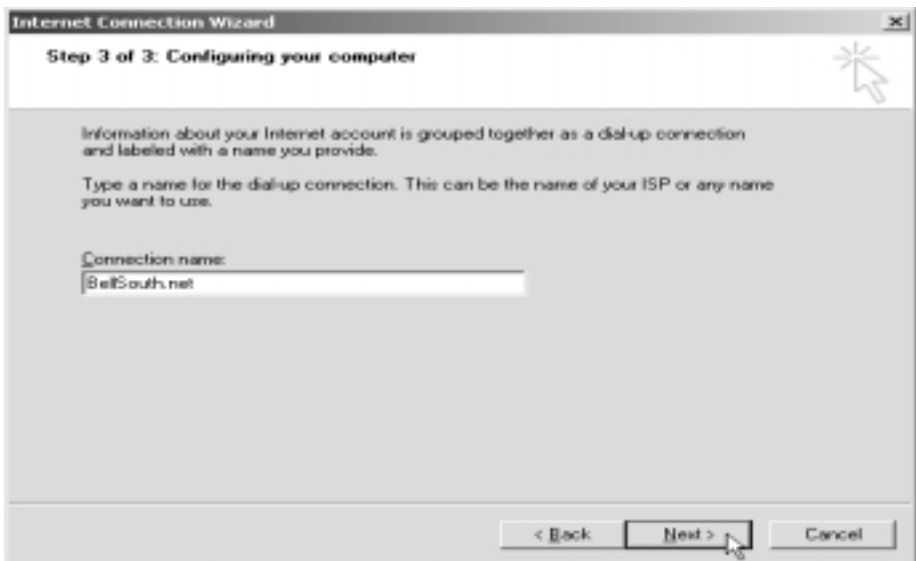 Internet Connection Wizard
Step 3 of 3: Configuring your computer
Information about your Internet account is grouped together as a dial-up connection
and labeled with a name you provide.
Type a name for the dial-up connection. This can be the name of your ISP or any name
you want to use.
Connection name:
BellSouth.net
< Back
Next >
Cancel